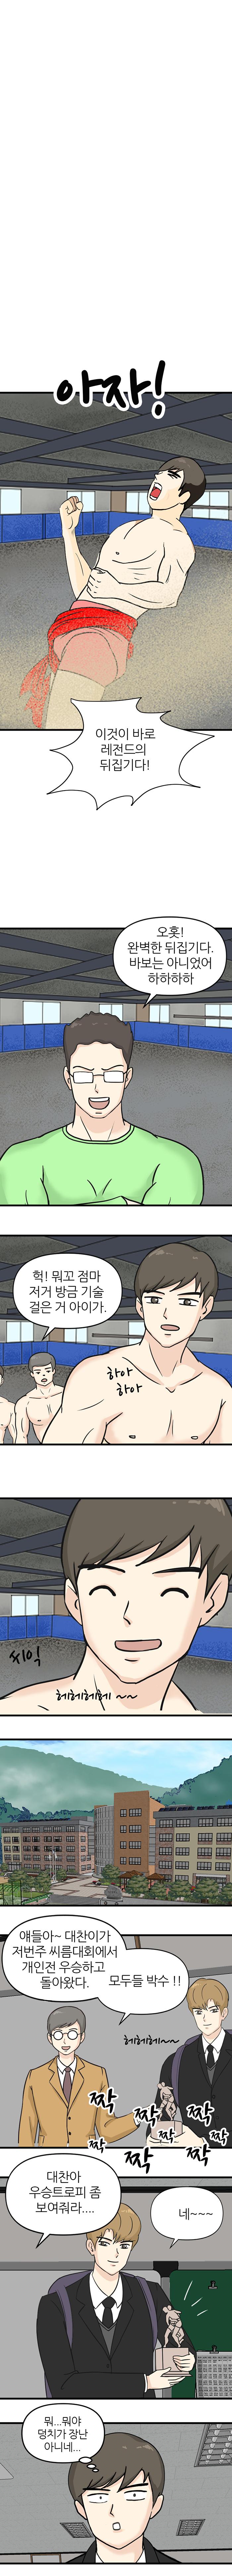 아자!
이것이 바로
레전드의
뒤집기다!
오홋!
완벽한 뒤집기다.
바보는 아니었어
하하하하
헉! 뭐꼬 점마
저거 방금 기술
걸은 거 아이가.
하아
하아
씨익
헤헤헤헤 ~~
얘들아~ 대찬이가
저번주 씨름대회에서
개인전 우승하고
돌아왔다.
모두들 박수 !!
헤헤헤~~
짝
짝
짝
짝
짝
짝
짝
짝
대찬아
우승트로피 좀
보여줘라....
네~~~
뭐...뭐야
덩치가 장난
아니네...